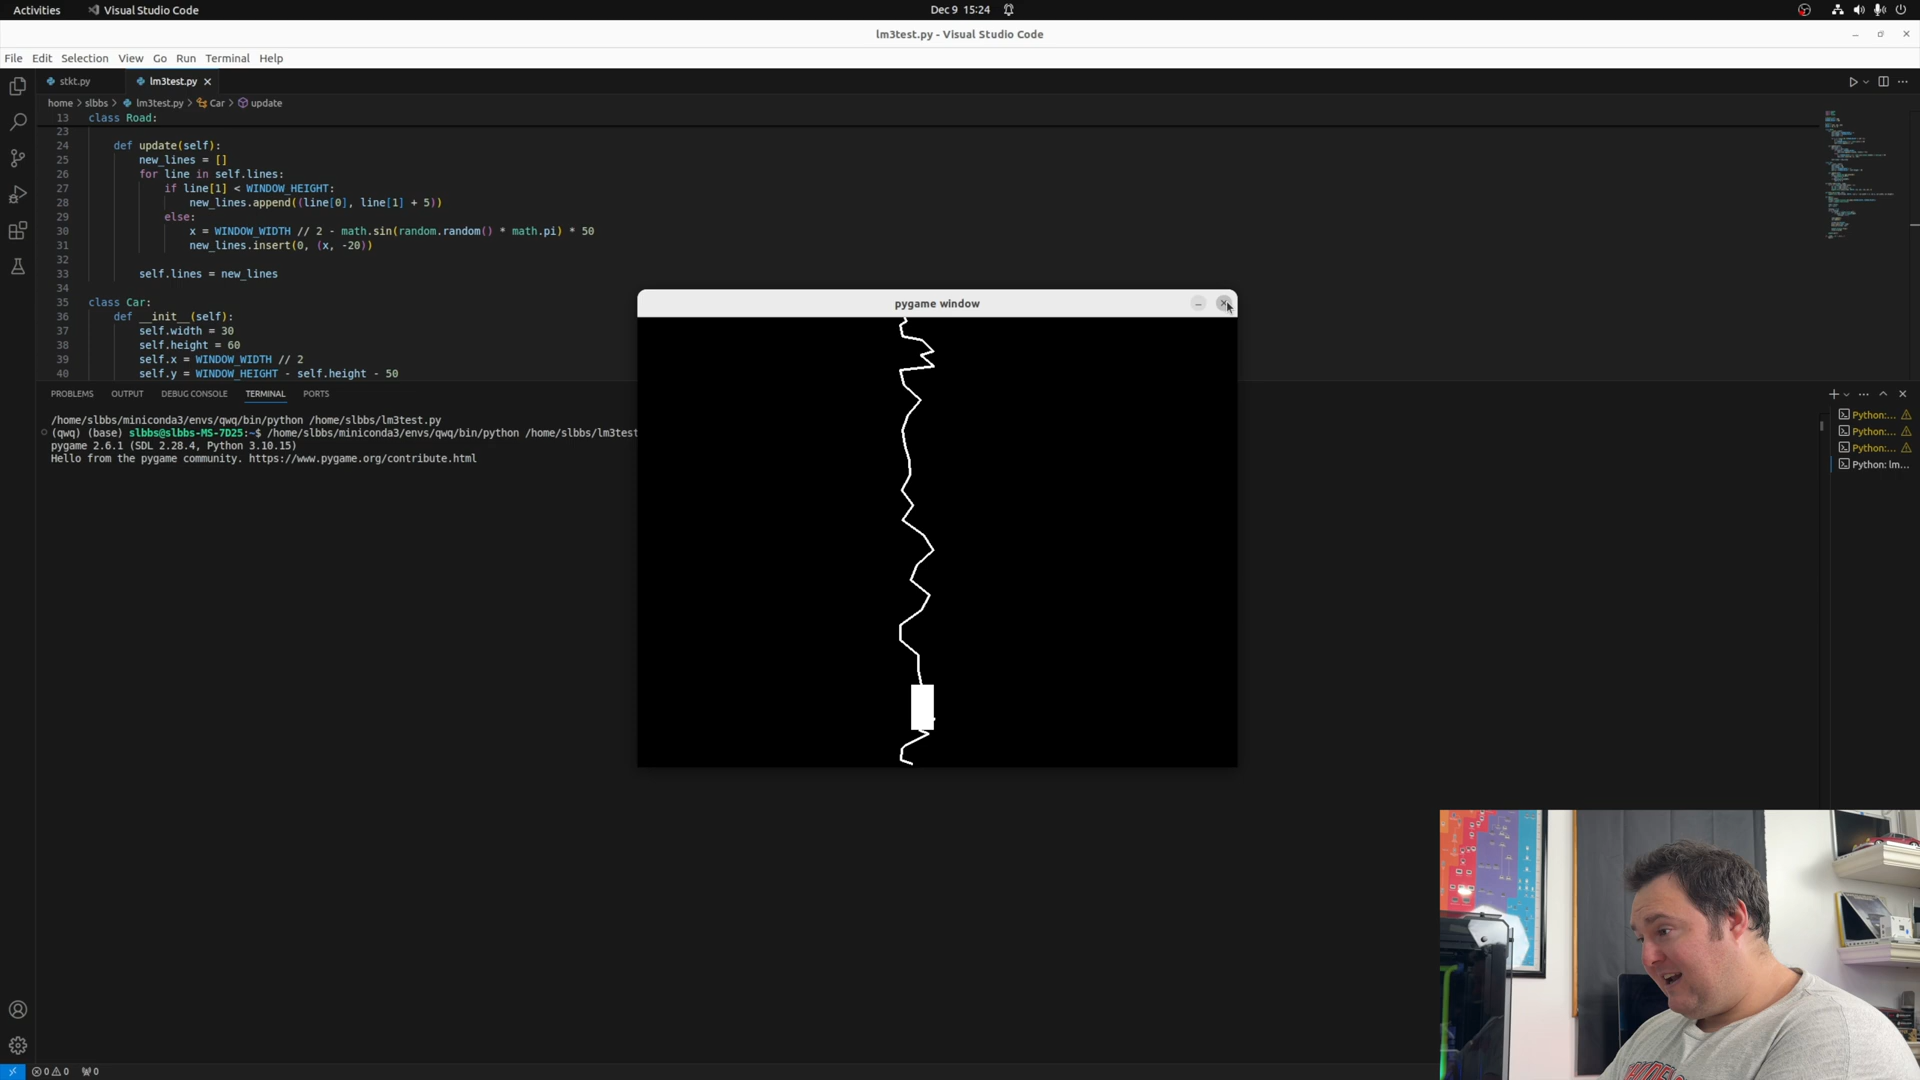 Activities
Visual Studio Code
Dec 9 15:24
lm3test.py - Visual Studio Code
File Edit Selection View Go Run Terminal Help
stkt.py
lm3test.py
home > slbbs > lm3test.py > Car > update
13 class Road:
23
24 def update(self):
25 new_lines = []
26 for line in self.lines:
27 if line[1] < WINDOW_HEIGHT:
28 new_lines.append((line[0], line[1] + 5))
29 else:
30 x = WINDOW_WIDTH // 2 - math.sin(random.random() * math.pi) * 50
31 new_lines.insert(0, (x, -20))
32
33 self.lines = new_lines
34
35 class Car:
36 def __init__(self):
37 self.width = 30
38 self.height = 60
39 self.x = WINDOW_WIDTH // 2
40 self.y = WINDOW_HEIGHT - self.height - 50
pygame window
PROBLEMS OUTPUT DEBUG CONSOLE TERMINAL PORTS
/home/slbbs/miniconda3/envs/qwq/bin/python /home/slbbs/lm3test.py
(qwq) (base) slbbs@slbbs-MS-7D25:~$ /home/slbbs/miniconda3/envs/qwq/bin/python /home/slbbs/lm3test
pygame 2.6.1 (SDL 2.28.4, Python 3.10.15)
Hello from the pygame community. https://www.pygame.org/contribute.html
Python:...
Python:...
Python:...
Python: lm...
0 0 0